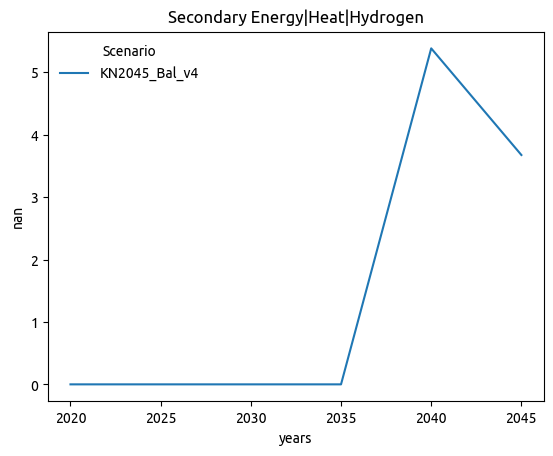 Secondary Energy|Heat|Hydrogen
Scenario
KN2045_Bal_v4
nan
5
4
3
2
1
0
2020 2025 2030 2035 2040 2045
years